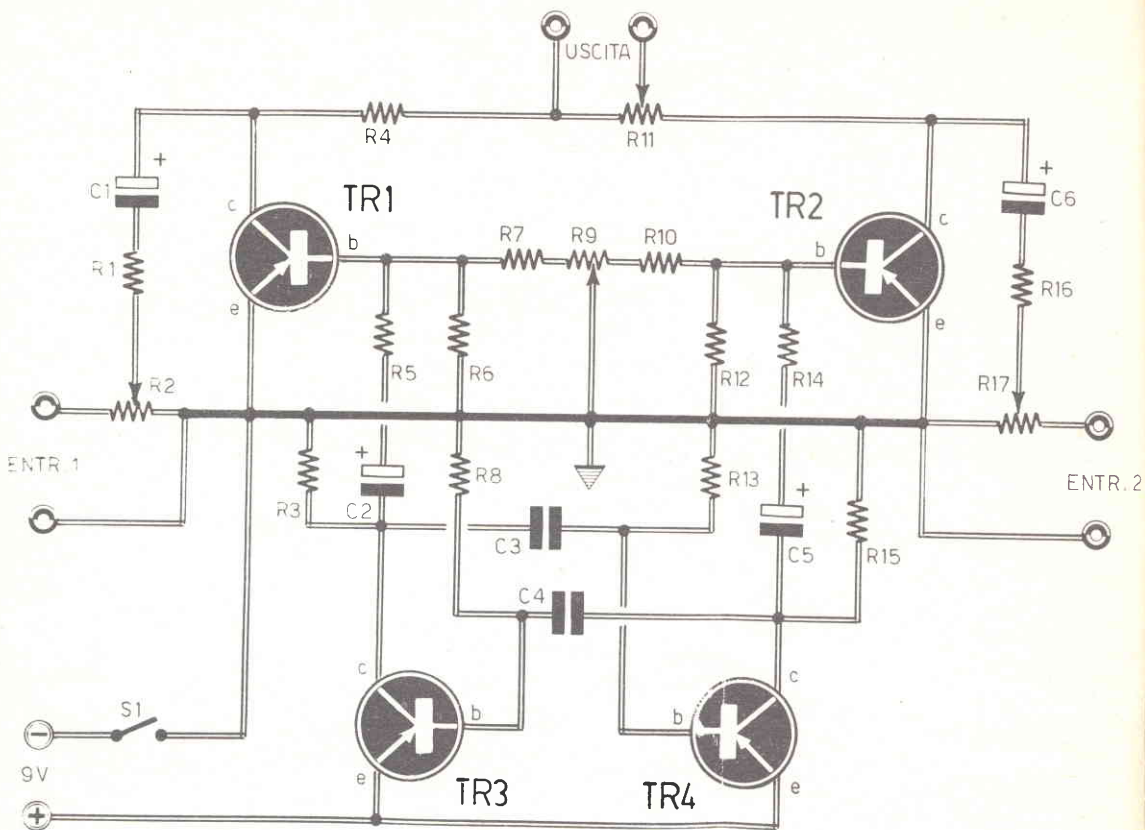 USCITA
R4
R11
C1
+
c
TR1
TR2
c
+
C6
b
R7
R9
R10
b
R1
R16
e
e
R5
R6
R12
R14
R2
R17
ENTR. 1
+
R8
R13
+
ENTR. 2
R3
C2
C3
C5
R15
C4
c
c
S1
b
b
−
9V
e
e
TR3
TR4
+